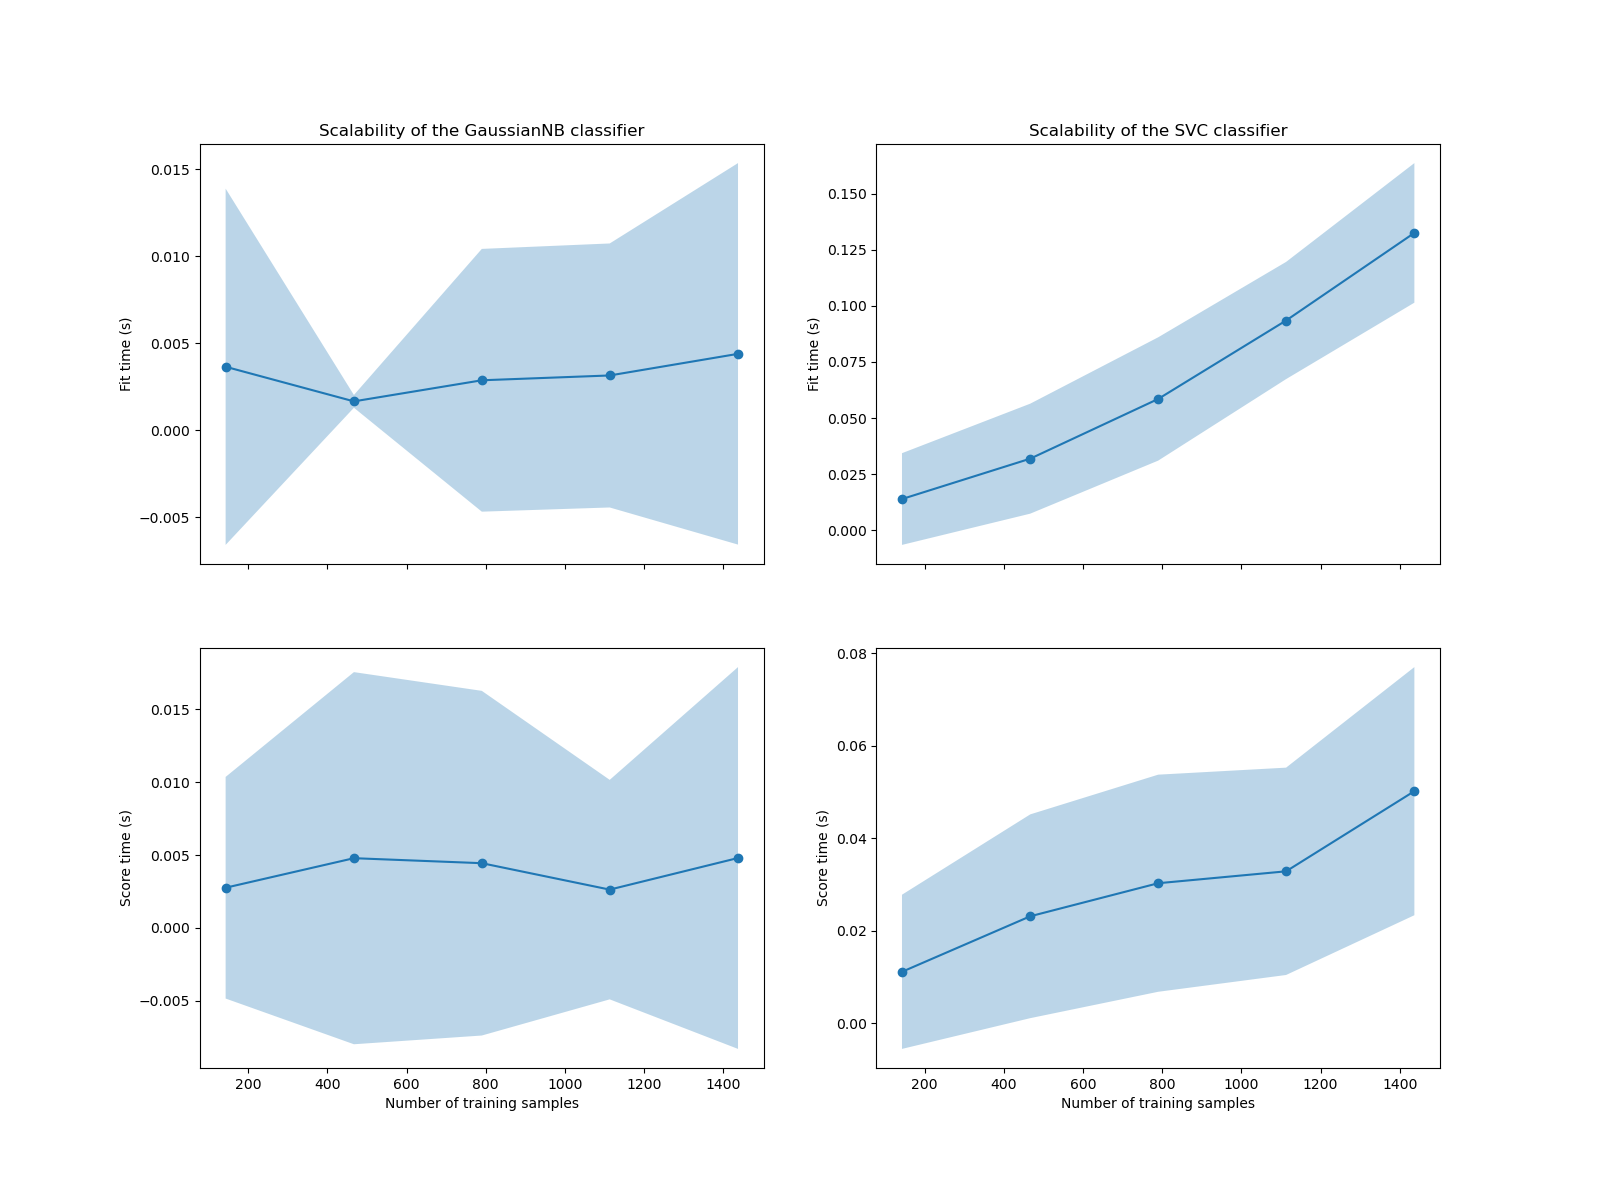 Scalability of the GaussianNB classifier
Fit time (s)
0.015
0.010
0.005
0.000
−0.005
Scalability of the SVC classifier
Fit time (s)
0.150
0.125
0.100
0.075
0.050
0.025
0.000
Score time (s)
0.015
0.010
0.005
0.000
−0.005
200 400 600 800 1000 1200 1400
Number of training samples
Score time (s)
0.08
0.06
0.04
0.02
0.00
200 400 600 800 1000 1200 1400
Number of training samples